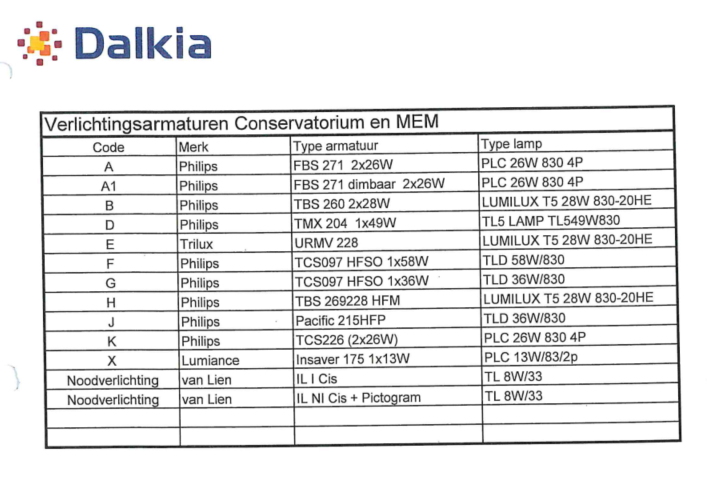 Dalkia
Verlichtingsarmaturen Conservatorium en MEM
Code Merk Type armatuur Type lamp
A Philips FBS 271 2x26W PLC 26W 830 4P
A1 Philips FBS 271 dimbaar 2x26W PLC 26W 830 4P
B Philips TBS 260 2x28W LUMILUX T5 28W 830-20HE
D Philips TMX 204 1x49W TL5 LAMP TL549W830
E Trilux URMV 228 LUMILUX T5 28W 830-20HE
F Philips TCS097 HFSO 1x58W TLD 58W/830
G Philips TCS097 HFSO 1x36W TLD 36W/830
H Philips TBS 269228 HFM LUMILUX T5 28W 830-20HE
J Philips Pacific 215HFP TLD 36W/830
K Philips TCS226 (2x26W) PLC 26W 830 4P
X Lumiance Insaver 175 1x13W PLC 13W/83/2p
Noodverlichting van Lien IL I Cis TL 8W/33
Noodverlichting van Lien IL NI Cis + Pictogram TL 8W/33